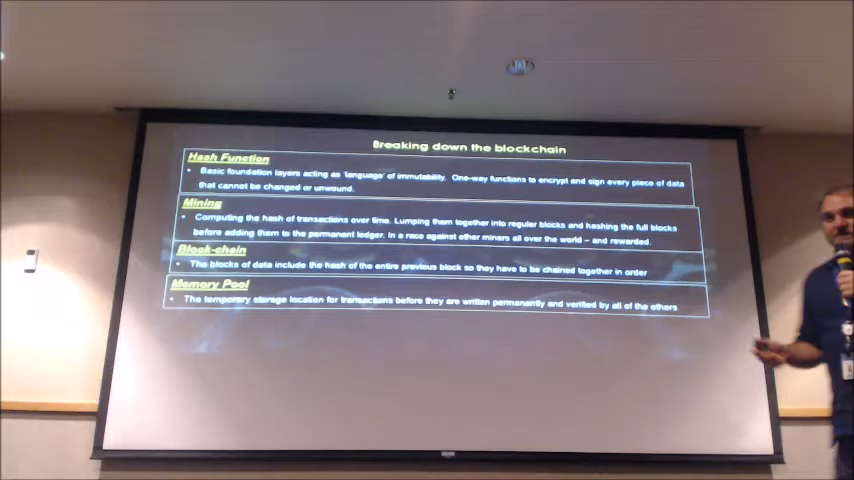 Breaking down the blockchain
Hash Function
• Basic foundation layers acting as 'language' of immutability. One-way functions to encrypt and sign every piece of data
that cannot be changed or unwound.
Mining
• Computing the hash of transactions over time. Lumping them together into regular blocks and hashing the full blocks
before adding them to the permanent ledger. In a race against other miners all over the world – and rewarded.
Block-chain
• The blocks of data include the hash of the entire previous block so they have to be chained together in order
Memory Pool
• The temporary storage location for transactions before they are written permanantly and verified by all of the others